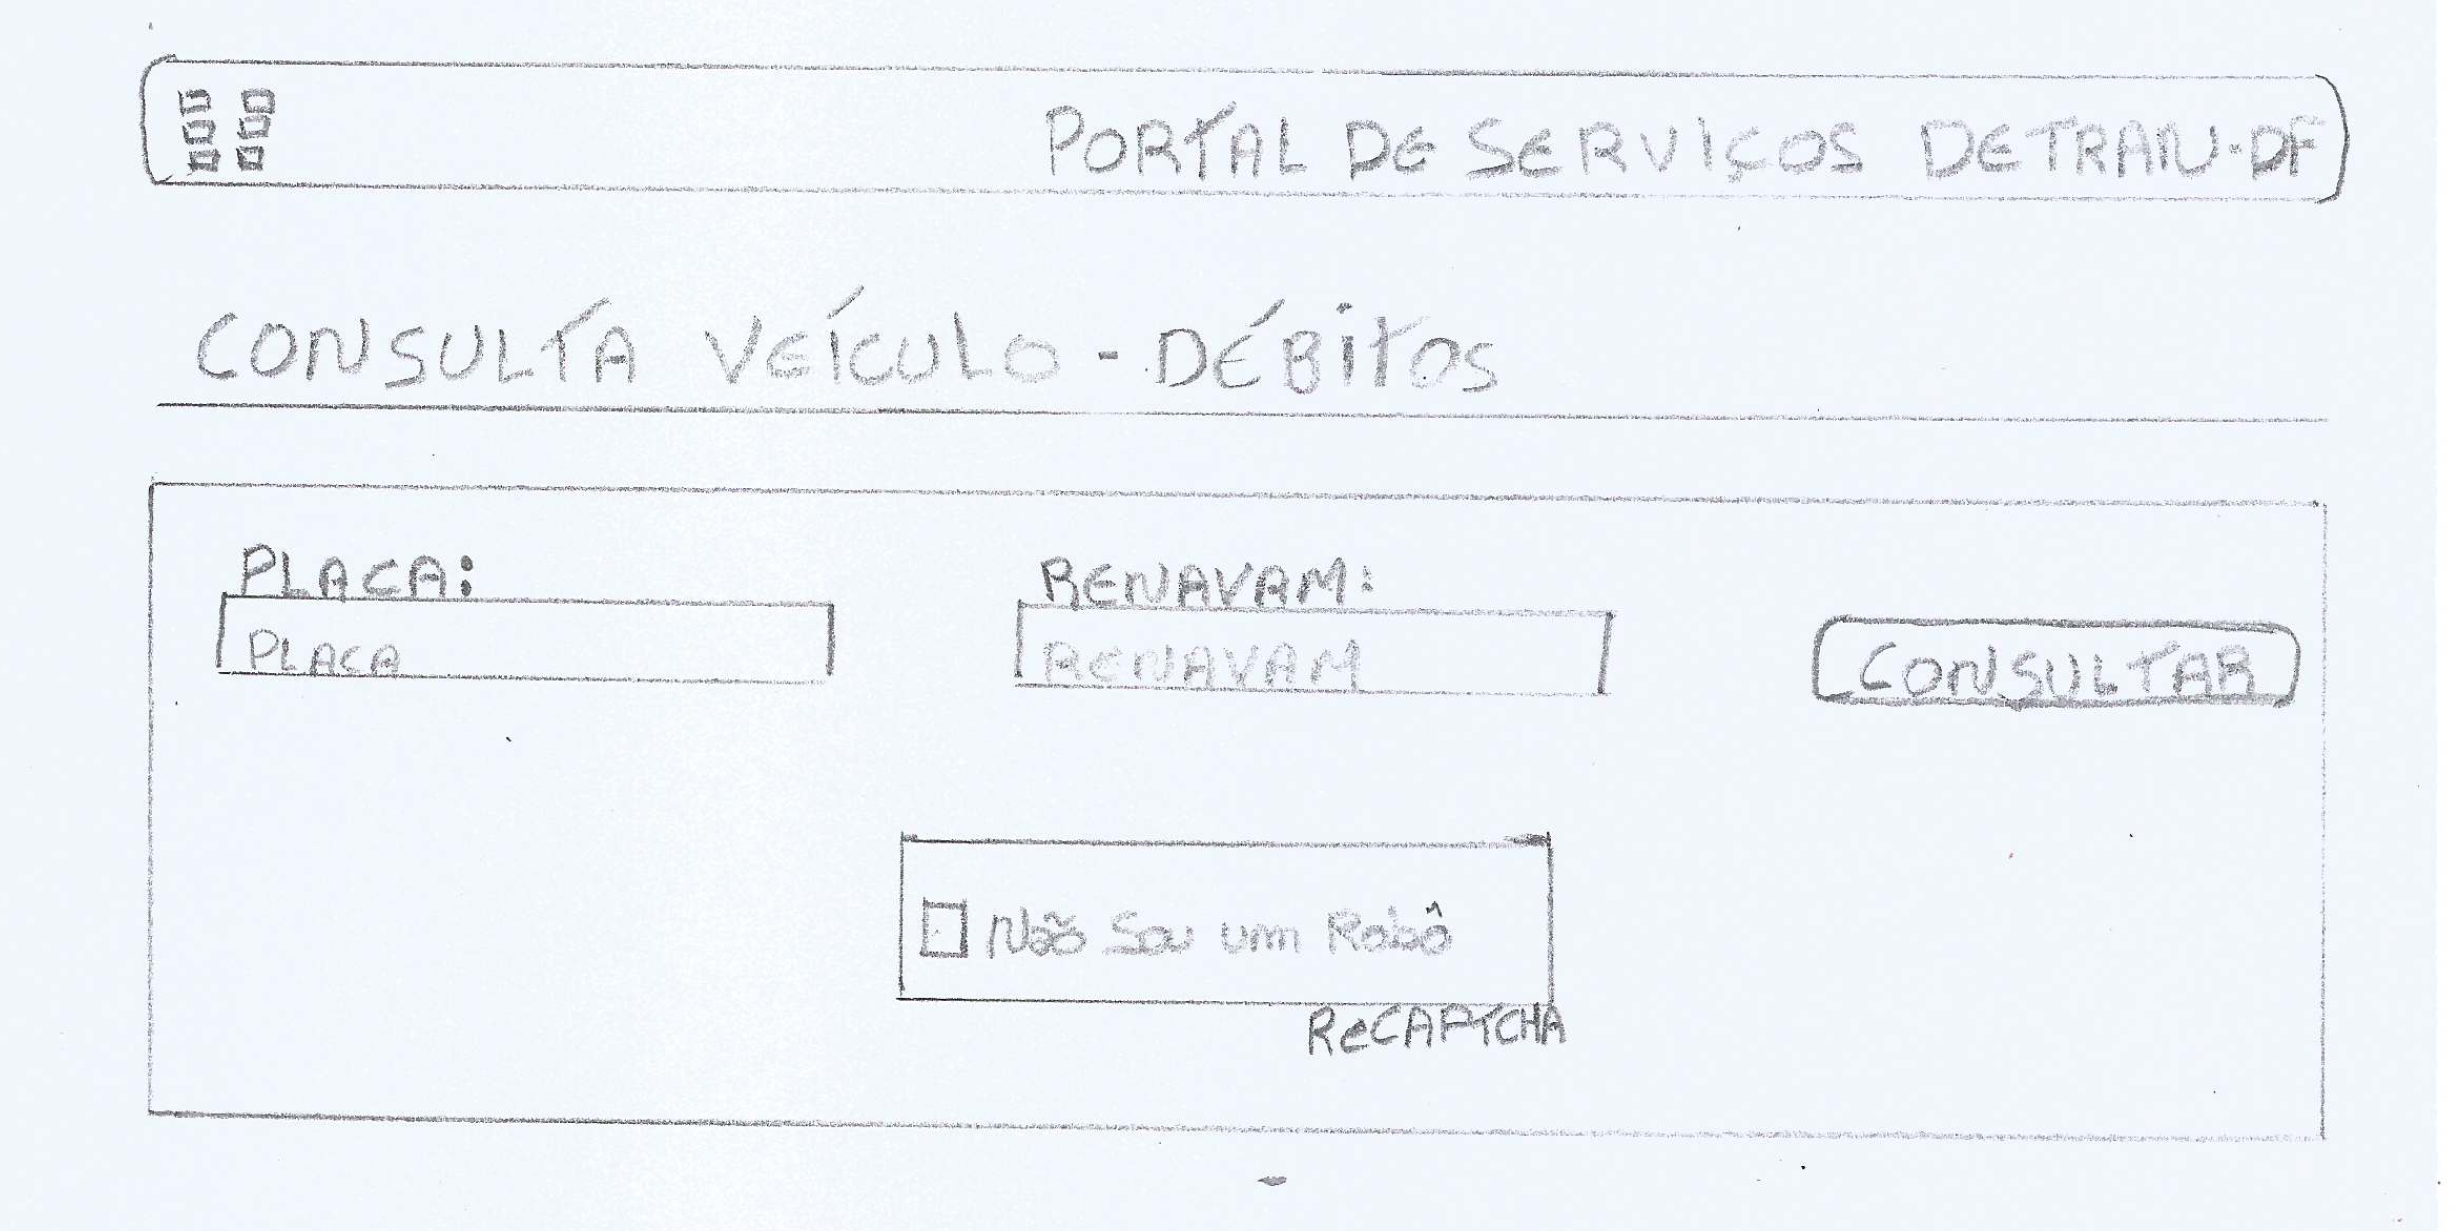 PORTAL DE SERVIÇOS DETRAN-DF
CONSULTA VEÍCULO - DÉBITOS
PLACA:
PLACA
RENAVAM:
RENAVAM
CONSULTAR
Não Sou um Robô
ReCAPTCHA